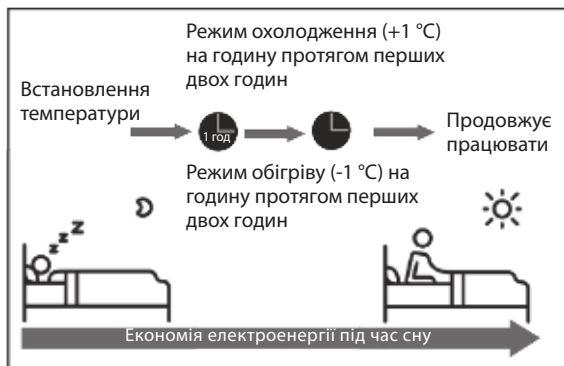 Режим охолодження (+1 °C)
на годину протягом перших
двох годин
Встановлення
температури
1 год
Продовжує
працювати
Режим обігріву (-1 °C) на
годину протягом перших
двох годин
z z z
Економія електроенергії під час сну